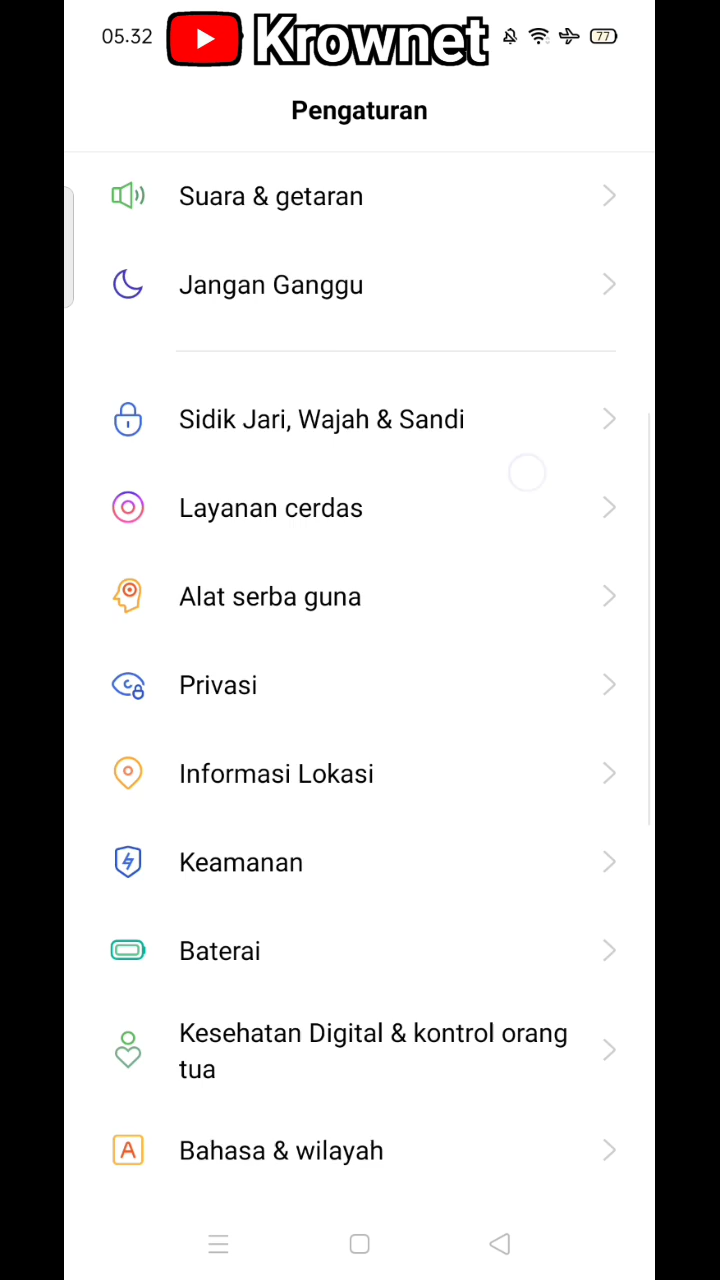 05.32
Krownet
77
Pengaturan
Suara & getaran
Jangan Ganggu
Sidik Jari, Wajah & Sandi
Layanan cerdas
Alat serba guna
Privasi
Informasi Lokasi
Keamanan
Baterai
Kesehatan Digital & kontrol orang
tua
A
Bahasa & wilayah